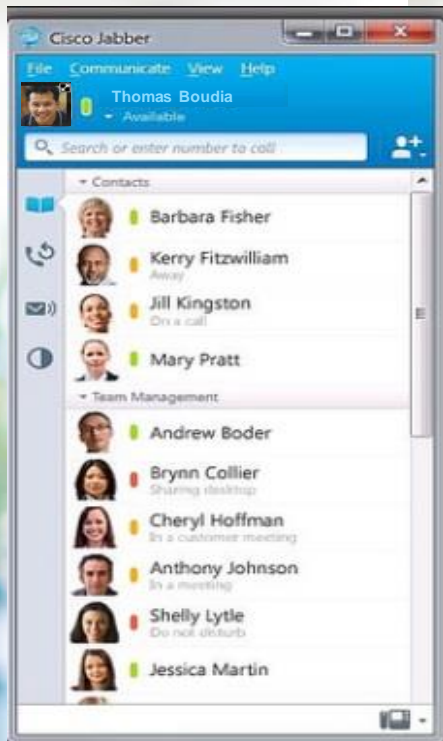 Cisco Jabber
File Communicate View Help
Thomas Boudia
Available
Search or enter number to call
Contacts
Barbara Fisher
Kerry Fitzwilliam
Away
Jill Kingston
On a call
Mary Pratt
Team Management
Andrew Boder
Brynn Collier
Sharing desktop
Cheryl Hoffman
In a customer meeting
Anthony Johnson
In a meeting
Shelly Lytle
Do not disturb
Jessica Martin